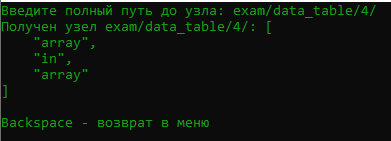 Введите полный путь до узла: exam/data_table/4/
Получен узел exam/data_table/4/: [
    "array",
    "in",
    "array"
]
Backspace - возврат в меню